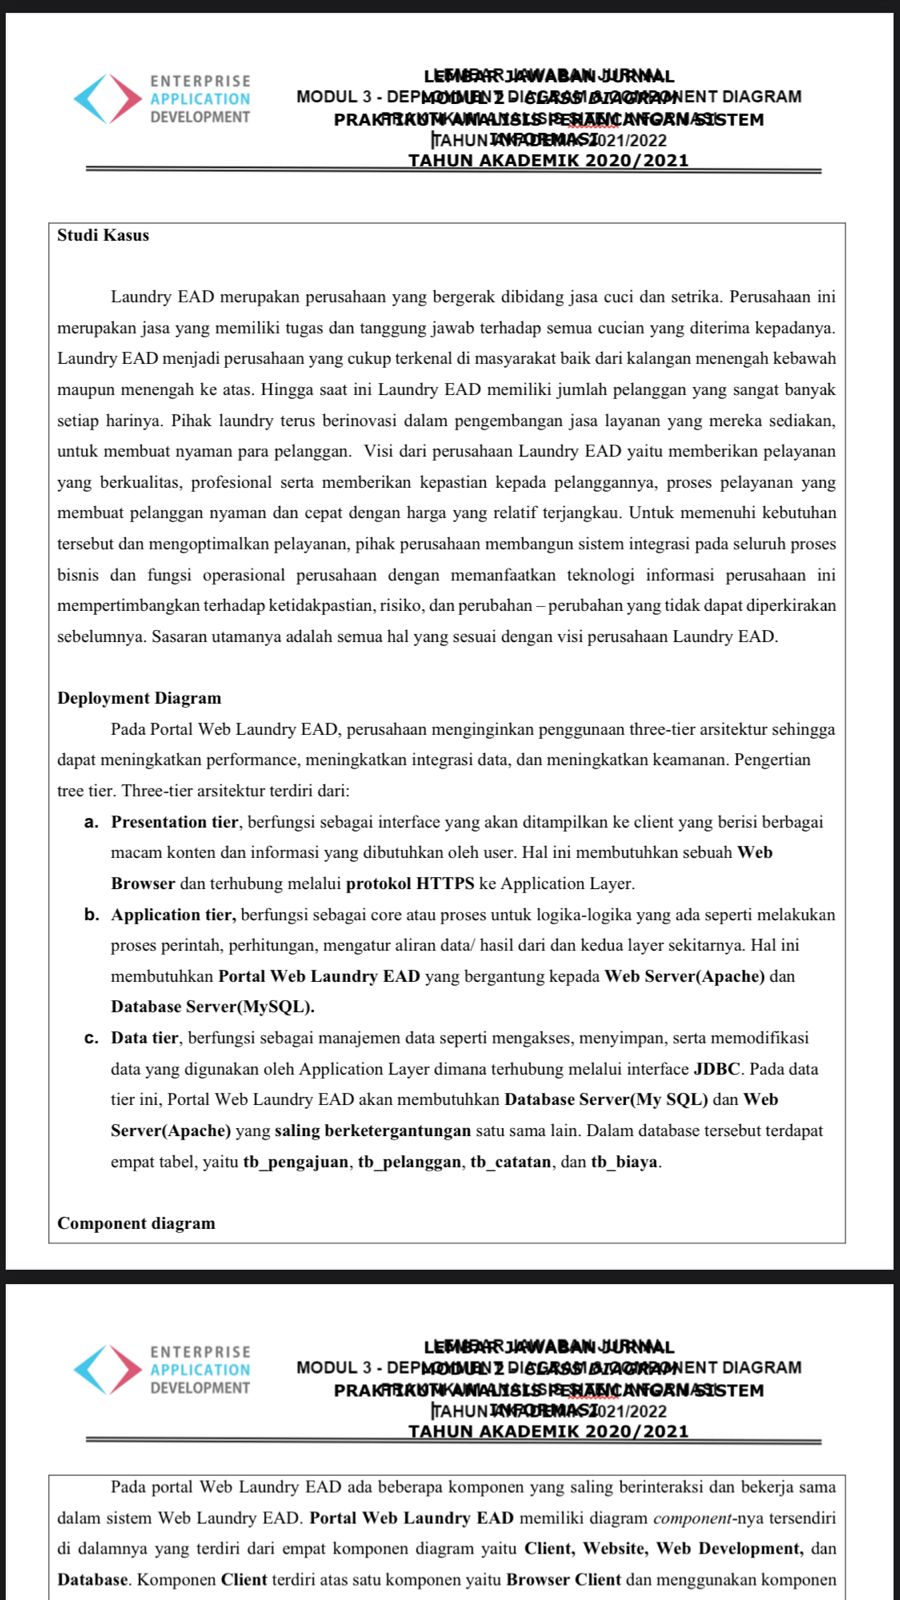 ENTERPRISE
APPLICATION
DEVELOPMENT
LEMBAR JAWABAN JURNAL
MODUL 3 - DEPLOYMENT DIAGRAM & COMPONENT DIAGRAM
MODUL 2 – CLASS DIAGRAM
PRAKTIKUM ANALISIS PERANCANGAN SISTEM
INFORMASI
TAHUN AKADEMIK 2021/2022
TAHUN AKADEMIK 2020/2021
Studi Kasus
Laundry EAD merupakan perusahaan yang bergerak dibidang jasa cuci dan setrika. Perusahaan ini
merupakan jasa yang memiliki tugas dan tanggung jawab terhadap semua cucian yang diterima kepadanya.
Laundry EAD menjadi perusahaan yang cukup terkenal di masyarakat baik dari kalangan menengah kebawah
maupun menengah ke atas. Hingga saat ini Laundry EAD memiliki jumlah pelanggan yang sangat banyak
setiap harinya. Pihak laundry terus berinovasi dalam pengembangan jasa layanan yang mereka sediakan,
untuk membuat nyaman para pelanggan. Visi dari perusahaan Laundry EAD yaitu memberikan pelayanan
yang berkualitas, profesional serta memberikan kepastian kepada pelanggannya, proses pelayanan yang
membuat pelanggan nyaman dan cepat dengan harga yang relatif terjangkau. Untuk memenuhi kebutuhan
tersebut dan mengoptimalkan pelayanan, pihak perusahaan membangun sistem integrasi pada seluruh proses
bisnis dan fungsi operasional perusahaan dengan memanfaatkan teknologi informasi perusahaan ini
mempertimbangkan terhadap ketidakpastian, risiko, dan perubahan – perubahan yang tidak dapat diperkirakan
sebelumnya. Sasaran utamanya adalah semua hal yang sesuai dengan visi perusahaan Laundry EAD.
Deployment Diagram
Pada Portal Web Laundry EAD, perusahaan menginginkan penggunaan three-tier arsitektur sehingga
dapat meningkatkan performance, meningkatkan integrasi data, dan meningkatkan keamanan. Pengertian
tree tier. Three-tier arsitektur terdiri dari:
a. Presentation tier, berfungsi sebagai interface yang akan ditampilkan ke client yang berisi berbagai
macam konten dan informasi yang dibutuhkan oleh user. Hal ini membutuhkan sebuah Web
Browser dan terhubung melalui protokol HTTPS ke Application Layer.
b. Application tier, berfungsi sebagai core atau proses untuk logika-logika yang ada seperti melakukan
proses perintah, perhitungan, mengatur aliran data/ hasil dari dan kedua layer sekitarnya. Hal ini
membutuhkan Portal Web Laundry EAD yang bergantung kepada Web Server(Apache) dan
Database Server(MySQL).
c. Data tier, berfungsi sebagai manajemen data seperti mengakses, menyimpan, serta memodifikasi
data yang digunakan oleh Application Layer dimana terhubung melalui interface JDBC. Pada data
tier ini, Portal Web Laundry EAD akan membutuhkan Database Server(My SQL) dan Web
Server(Apache) yang saling berketergantungan satu sama lain. Dalam database tersebut terdapat
empat tabel, yaitu tb_pengajuan, tb_pelanggan, tb_catatan, dan tb_biaya.
Component diagram
ENTERPRISE
APPLICATION
DEVELOPMENT
LEMBAR JAWABAN JURNAL
MODUL 3 - DEPLOYMENT DIAGRAM & COMPONENT DIAGRAM
MODUL 2 – CLASS DIAGRAM
PRAKTIKUM ANALISIS PERANCANGAN SISTEM
INFORMASI
TAHUN AKADEMIK 2021/2022
TAHUN AKADEMIK 2020/2021
Pada portal Web Laundry EAD ada beberapa komponen yang saling berinteraksi dan bekerja sama
dalam sistem Web Laundry EAD. Portal Web Laundry EAD memiliki diagram component-nya tersendiri
di dalamnya yang terdiri dari empat komponen diagram yaitu Client, Website, Web Development, dan
Database. Komponen Client terdiri atas satu komponen yaitu Browser Client dan menggunakan komponen